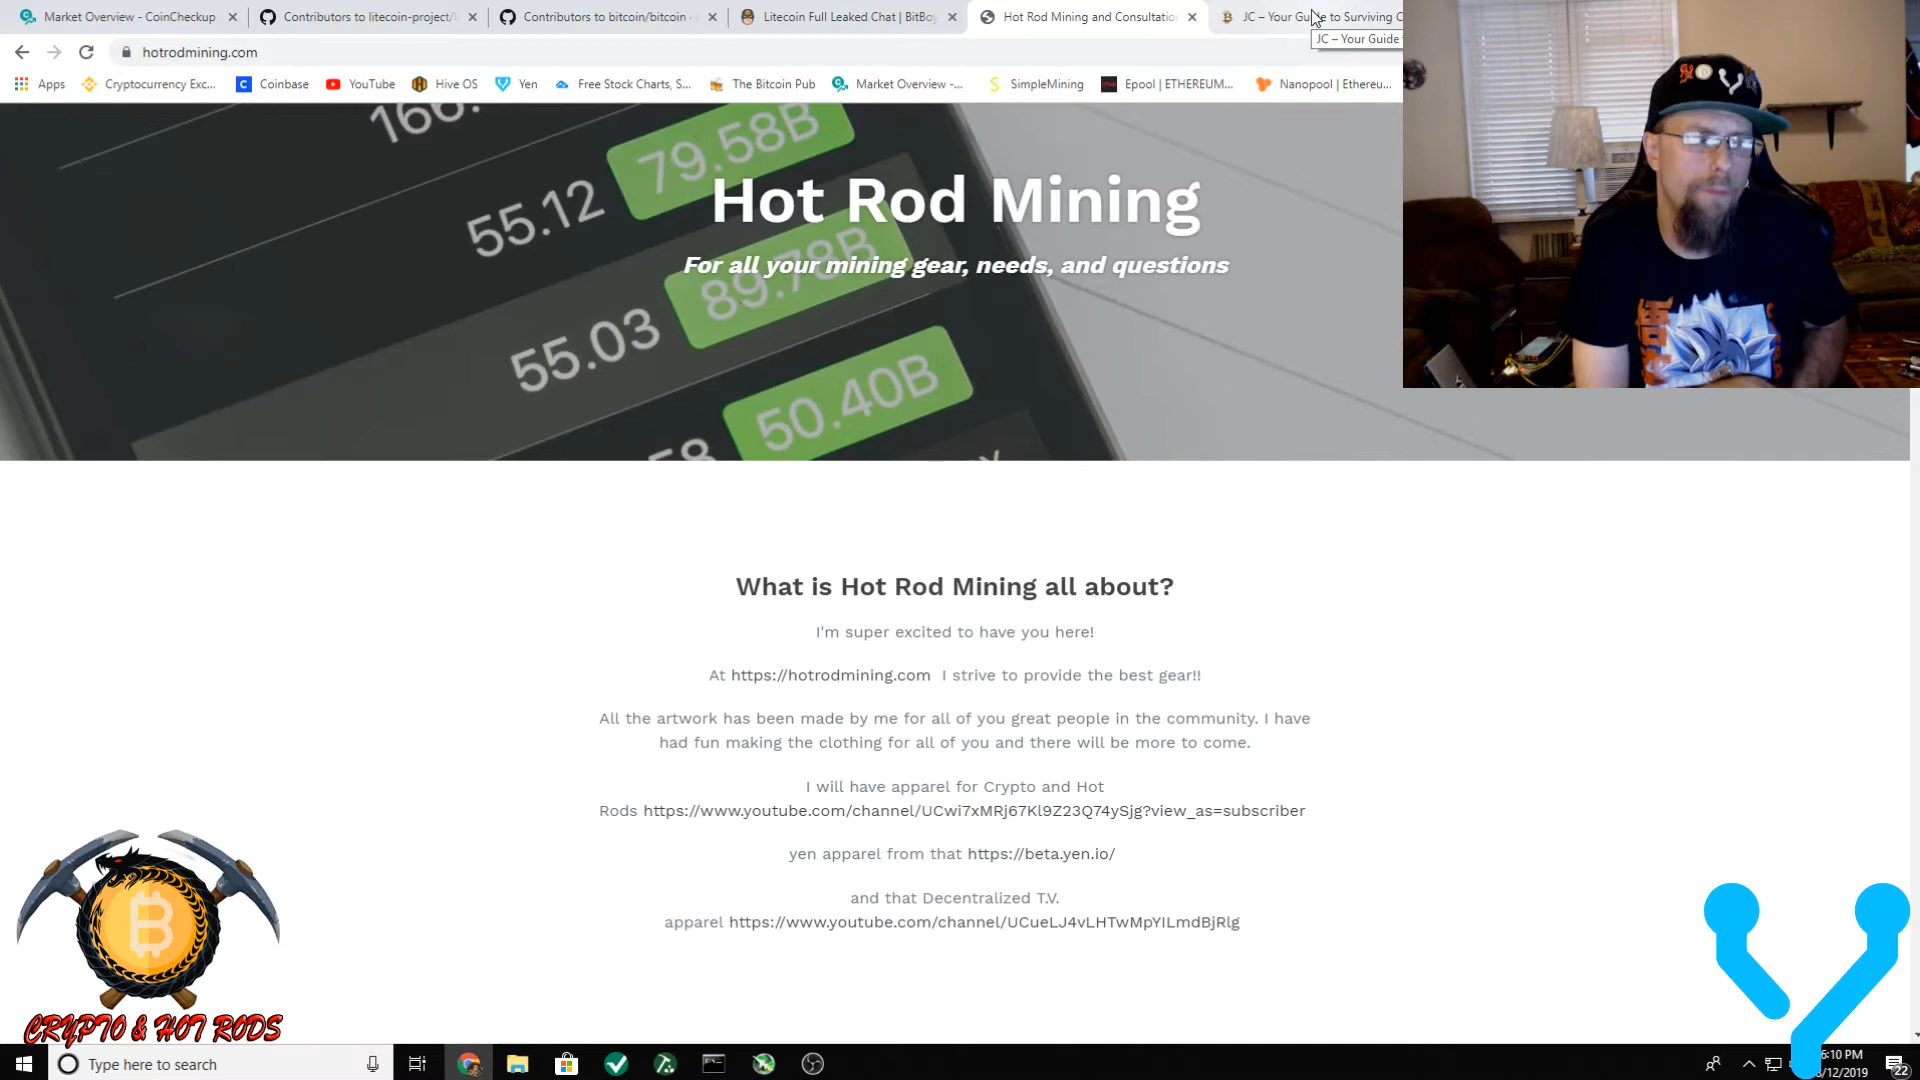 Market Overview - CoinCheckup
Contributors to litecoin-project/l
Contributors to bitcoin/bitcoin ·
Litecoin Full Leaked Chat | BitBoy
Hot Rod Mining and Consultation
JC – Your Guide to Surviving C
JC – Your Guide
hotrodmining.com
Apps
Cryptocurrency Exc...
Coinbase
YouTube
Hive OS
Yen
Free Stock Charts, S...
The Bitcoin Pub
Market Overview -...
SimpleMining
Epool | ETHEREUM...
Nanopool | Ethereu...
166.
79.58B
55.12
89.78B
55.03
50.40B
58
Hot Rod Mining
For all your mining gear, needs, and questions
What is Hot Rod Mining all about?
I'm super excited to have you here!
At https://hotrodmining.com I strive to provide the best gear!!
All the artwork has been made by me for all of you great people in the community. I have
had fun making the clothing for all of you and there will be more to come.
I will have apparel for Crypto and Hot
Rods https://www.youtube.com/channel/UCwi7xMRj67Kl9Z23Q74ySjg?view_as=subscriber
yen apparel from that https://beta.yen.io/
and that Decentralized T.V.
apparel https://www.youtube.com/channel/UCueLJ4vLHTwMpYILmdBjRlg
CRYPTO & HOT RODS
Type here to search
6:10 PM
/12/2019
22